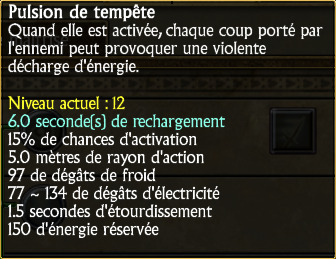 Pulsion de tempête
Quand elle est activée, chaque coup porté par
l'ennemi peut provoquer une violente
décharge d'énergie.
Niveau actuel : 12
6.0 seconde(s) de rechargement
15% de chances d'activation
5.0 mètres de rayon d'action
97 de dégâts de froid
77 ~ 134 de dégâts d'électricité
1.5 secondes d'étourdissement
150 d'énergie réservée